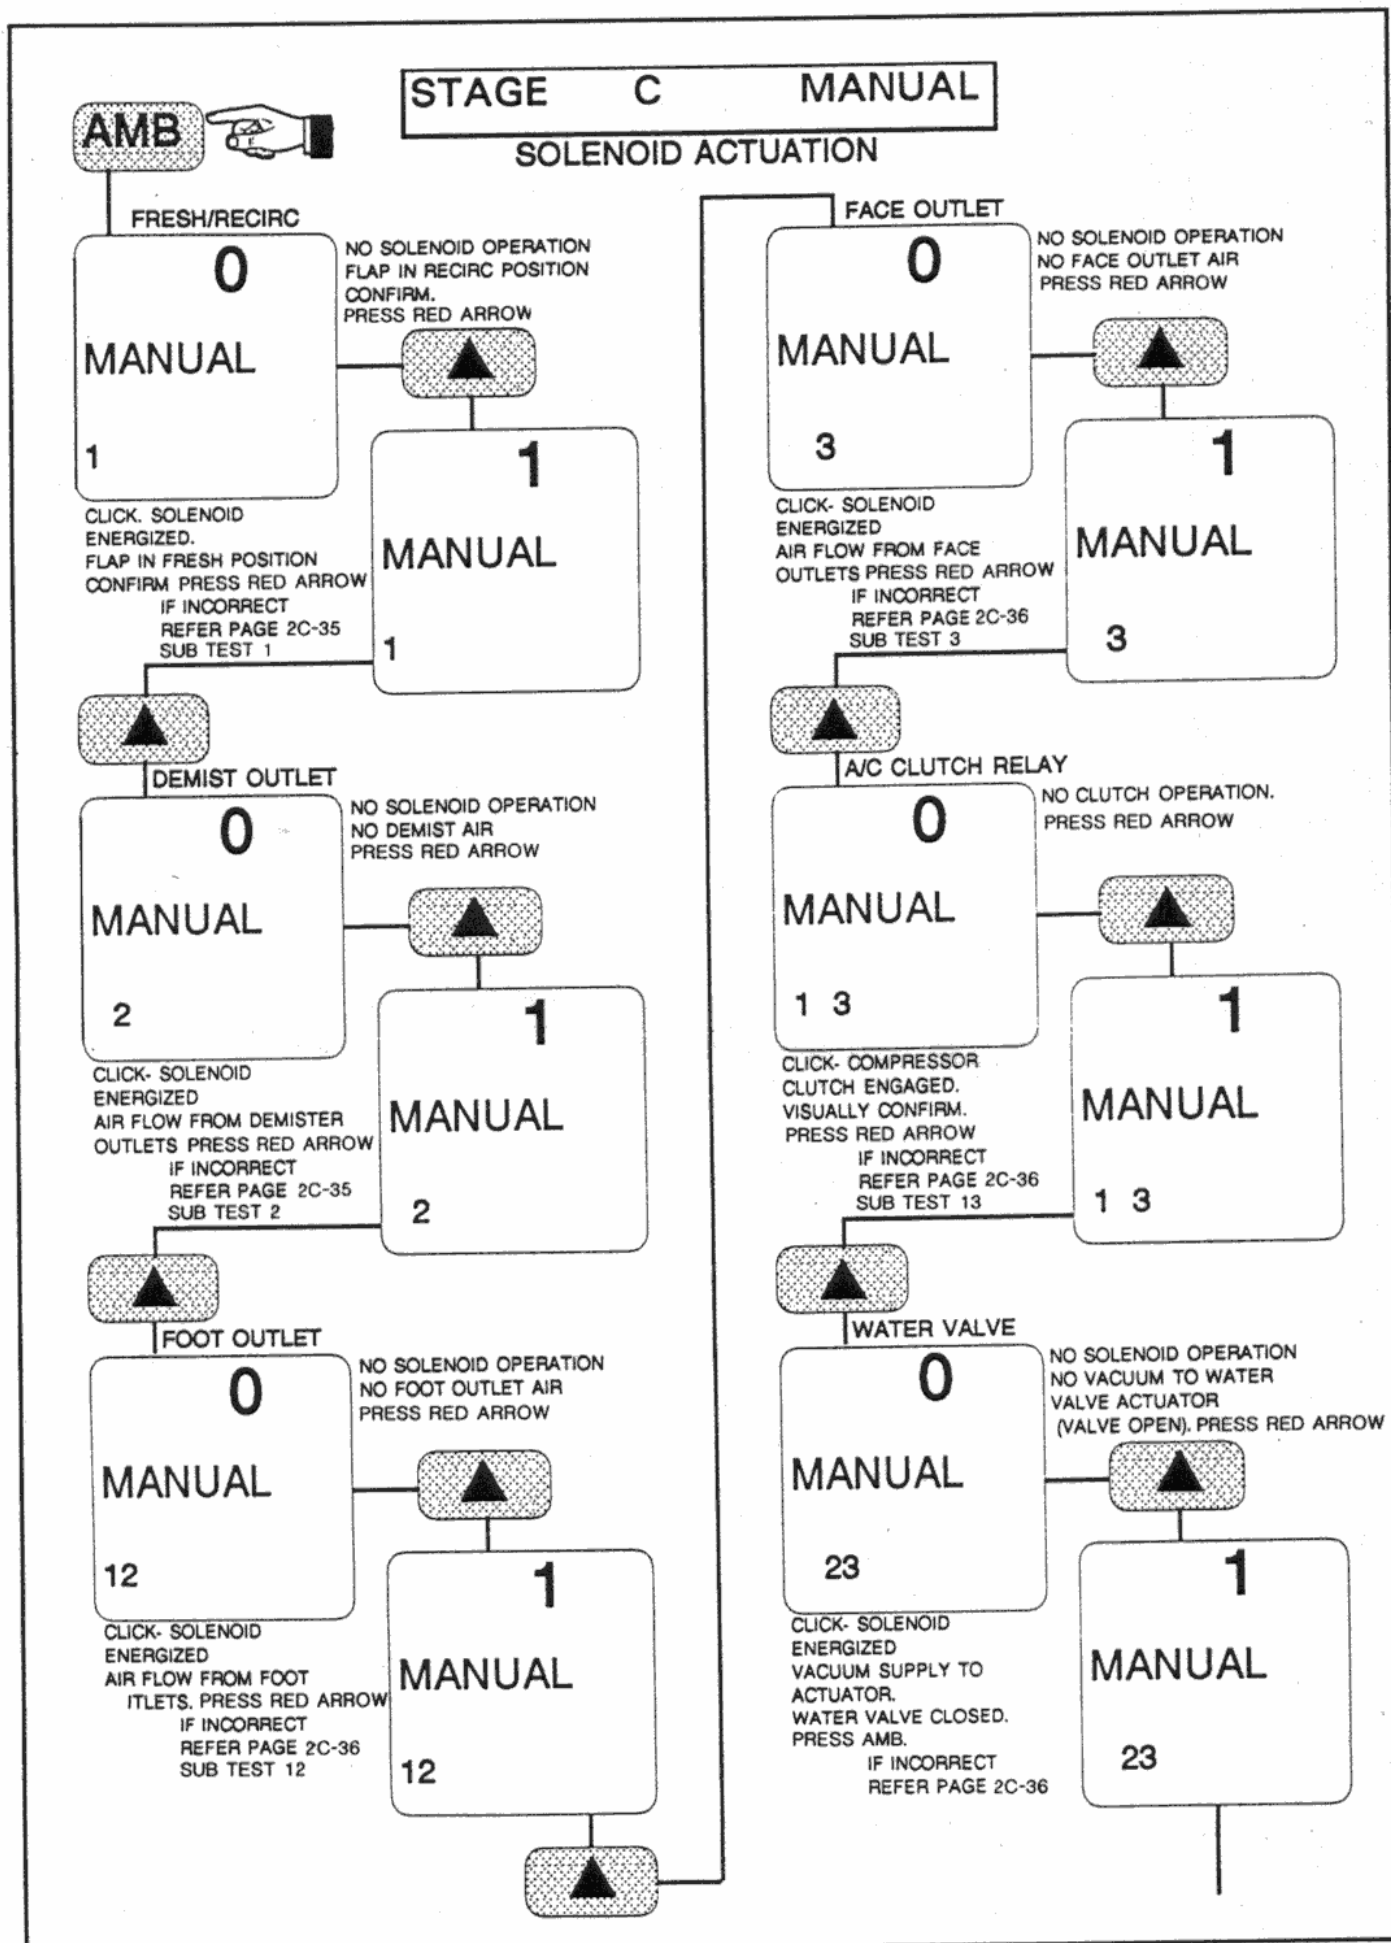 STAGE C MANUAL
AMB
SOLENOID ACTUATION
FRESH/RECIRC
0
MANUAL
1
NO SOLENOID OPERATION
FLAP IN RECIRC POSITION
CONFIRM.
PRESS RED ARROW
CLICK. SOLENOID
ENERGIZED.
FLAP IN FRESH POSITION
CONFIRM PRESS RED ARROW
IF INCORRECT
REFER PAGE 2C-35
SUB TEST 1
1
MANUAL
1
DEMIST OUTLET
0
MANUAL
2
NO SOLENOID OPERATION
NO DEMIST AIR
PRESS RED ARROW
CLICK- SOLENOID
ENERGIZED
AIR FLOW FROM DEMISTER
OUTLETS PRESS RED ARROW
IF INCORRECT
REFER PAGE 2C-35
SUB TEST 2
1
MANUAL
2
FOOT OUTLET
0
MANUAL
12
NO SOLENOID OPERATION
NO FOOT OUTLET AIR
PRESS RED ARROW
CLICK- SOLENOID
ENERGIZED
AIR FLOW FROM FOOT
ITLETS. PRESS RED ARROW
IF INCORRECT
REFER PAGE 2C-36
SUB TEST 12
1
MANUAL
12
FACE OUTLET
0
MANUAL
3
NO SOLENOID OPERATION
NO FACE OUTLET AIR
PRESS RED ARROW
CLICK- SOLENOID
ENERGIZED
AIR FLOW FROM FACE
OUTLETS PRESS RED ARROW
IF INCORRECT
REFER PAGE 2C-36
SUB TEST 3
1
MANUAL
3
A/C CLUTCH RELAY
0
MANUAL
1 3
NO CLUTCH OPERATION.
PRESS RED ARROW
CLICK- COMPRESSOR
CLUTCH ENGAGED.
VISUALLY CONFIRM.
PRESS RED ARROW
IF INCORRECT
REFER PAGE 2C-36
SUB TEST 13
1
MANUAL
1 3
WATER VALVE
0
MANUAL
23
NO SOLENOID OPERATION
NO VACUUM TO WATER
VALVE ACTUATOR
(VALVE OPEN). PRESS RED ARROW
CLICK- SOLENOID
ENERGIZED
VACUUM SUPPLY TO
ACTUATOR.
WATER VALVE CLOSED.
PRESS AMB.
IF INCORRECT
REFER PAGE 2C-36
1
MANUAL
23